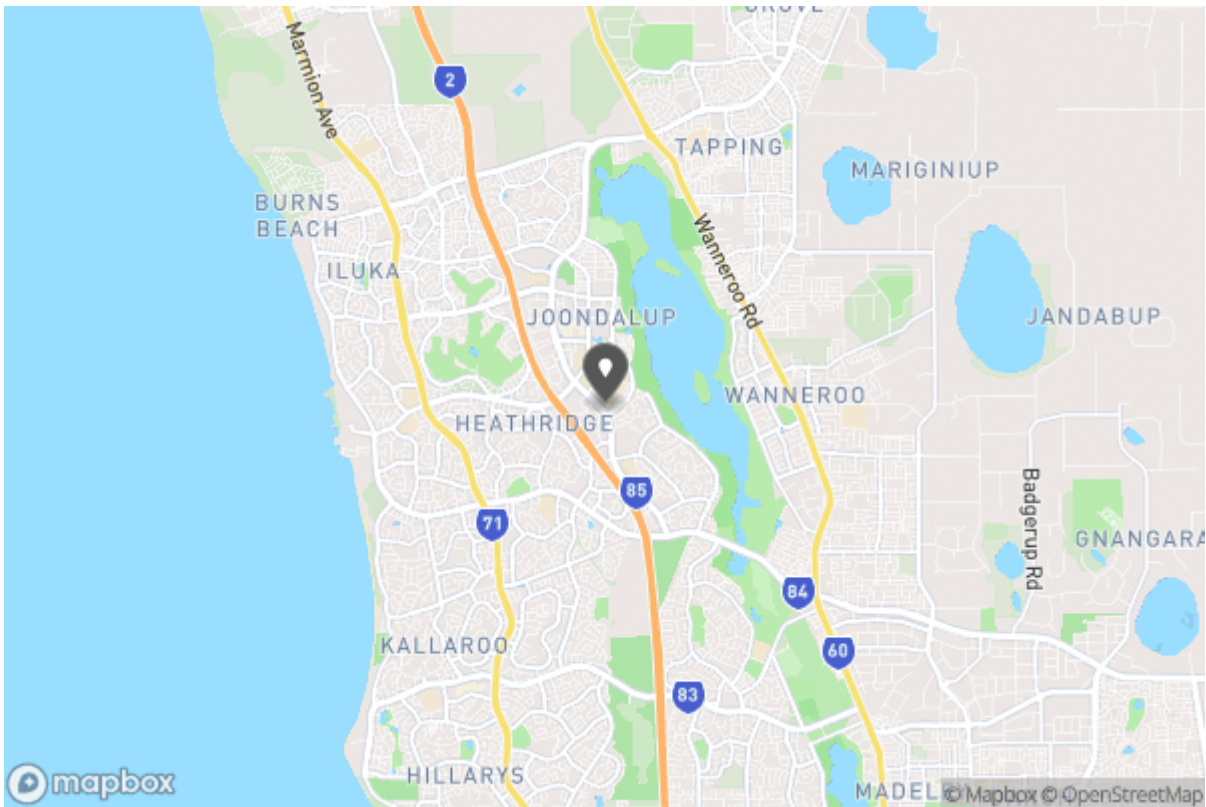 GROVE
Marmion Ave
2
TAPPING
MARIGINIUP
BURNS
BEACH
Wanneroo Rd
ILUKA
JOONDALUP
JANDABUP
WANNEROO
HEATHRIDGE
85
71
Badgerup Rd
GNANGARA
84
KALLAROO
60
83
HILLARYS
mapbox
MADELE
© Mapbox © OpenStreetMap